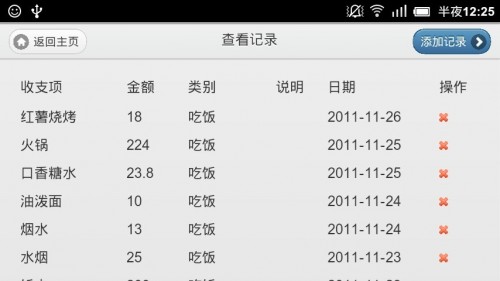 半夜12:25
返回主页 查看记录 添加记录
收支项 金额 类别 说明 日期 操作
红薯烧烤 18 吃饭 2011-11-26
火锅 224 吃饭 2011-11-25
口香糖水 23.8 吃饭 2011-11-25
油泼面 10 吃饭 2011-11-24
烟水 13 吃饭 2011-11-24
水烟 25 吃饭 2011-11-23
吃饭